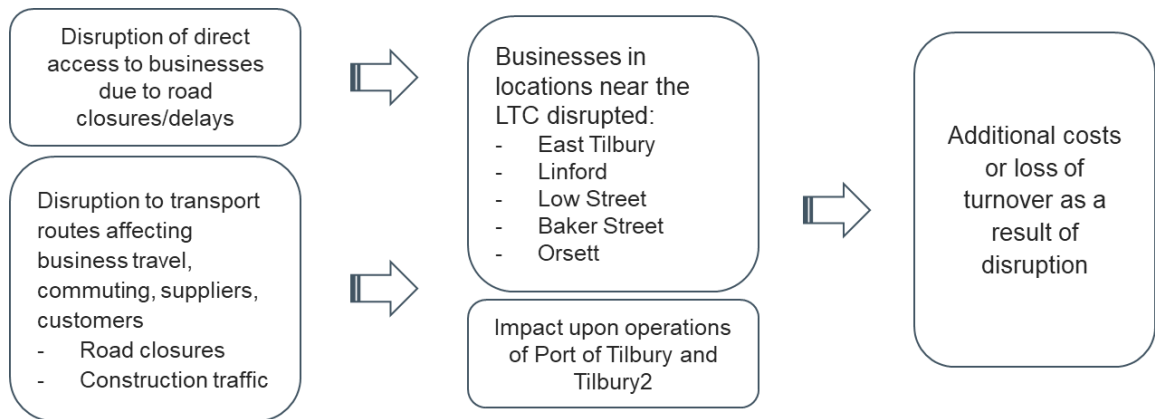 Disruption of direct
access to businesses
due to road
closures/delays
Disruption to transport
routes affecting
business travel,
commuting, suppliers,
customers
- Road closures
- Construction traffic
Businesses in
locations near the
LTC disrupted:
- East Tilbury
- Linford
- Low Street
- Baker Street
- Orsett
Impact upon operations
of Port of Tilbury and
Tilbury2
Additional costs
or loss of
turnover as a
result of
disruption